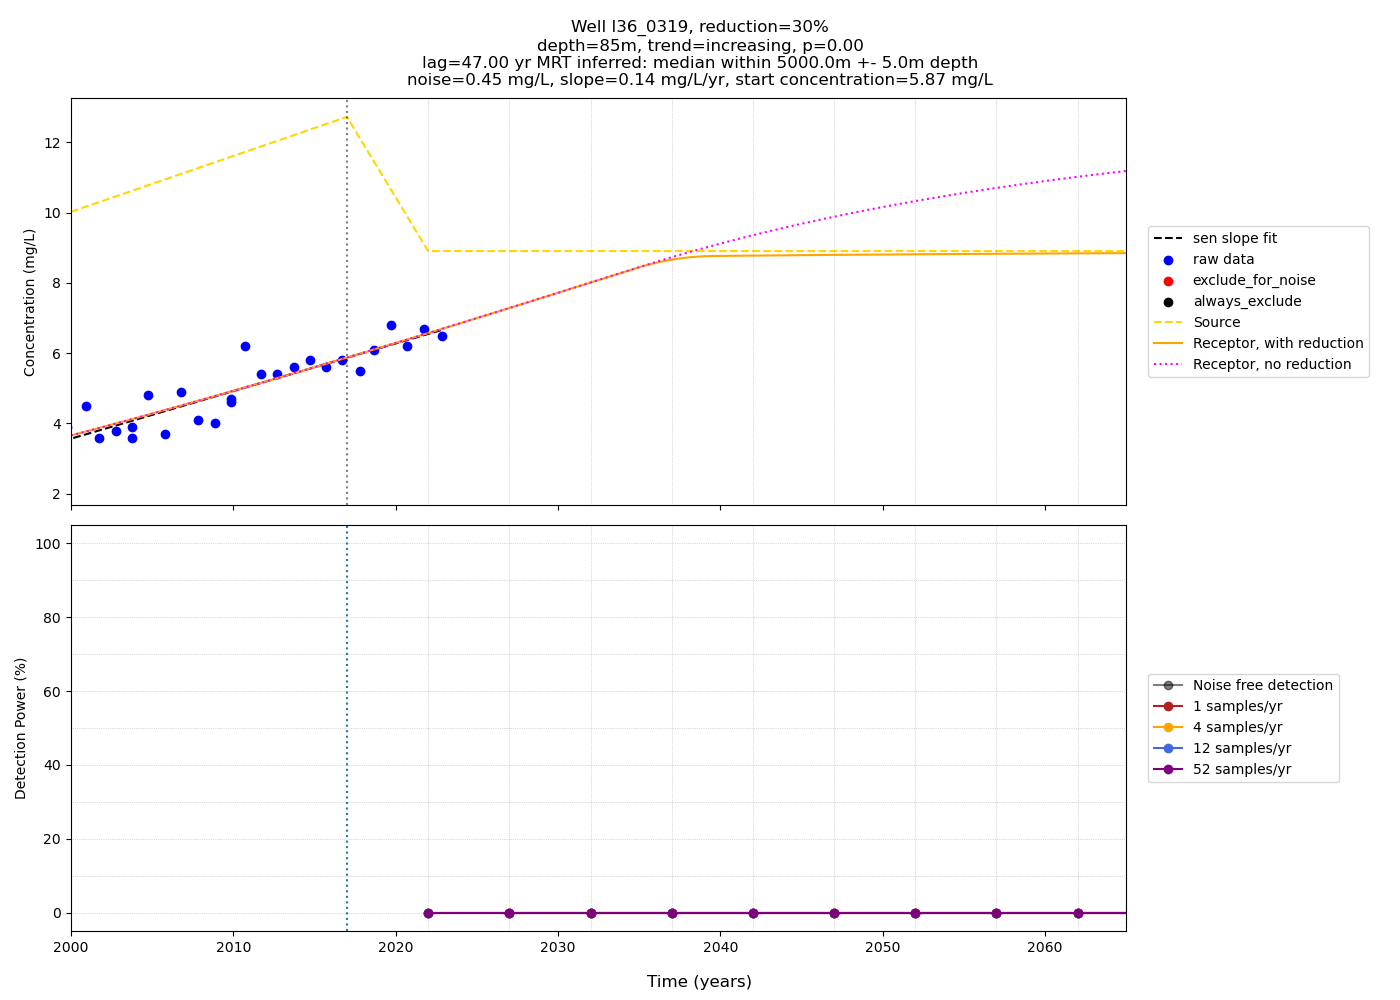 Well l36_0319, reduction=30%
depth=85m, trend=increasing, p=0.00
lag=47.00 yr MRT inferred: median within 5000.0m +- 5.0m depth
noise=0.45 mg/L, slope=0.14 mg/L/yr, start concentration=5.87 mg/L
Concentration (mg/L)
12
10
8
6
4
2
sen slope fit
raw data
exclude_for_noise
always_exclude
Source
Receptor, with reduction
Receptor, no reduction
Detection Power (%)
100
80
60
40
20
0
Noise free detection
1 samples/yr
4 samples/yr
12 samples/yr
52 samples/yr
2000 2010 2020 2030 2040 2050 2060
Time (years)